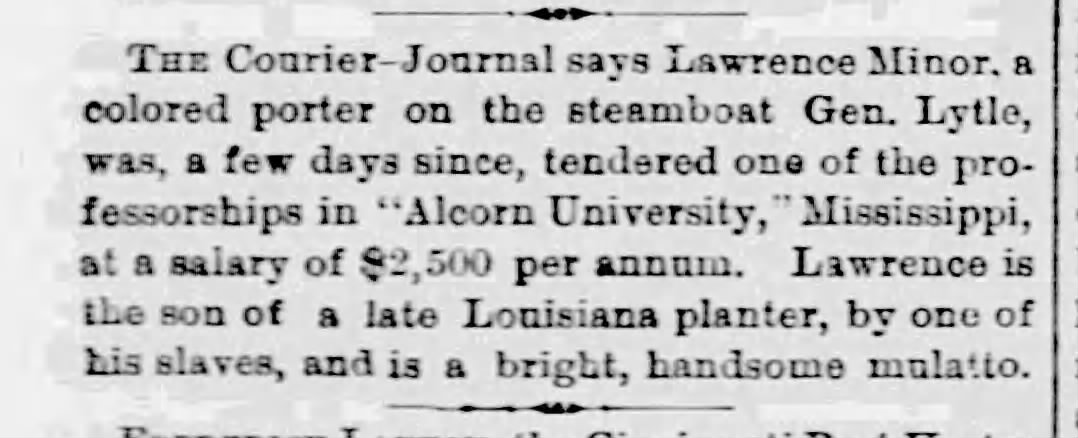 THE Courier-Journal says Lawrence Minor, a
colored porter on the steamboat Gen. Lytle,
was, a few days since, tendered one of the pro-
fessorships in "Alcorn University," Mississippi,
at a salary of $2,500 per annum. Lawrence is
the son of a late Louisiana planter, by one of
his slaves, and is a bright, handsome mulatto.